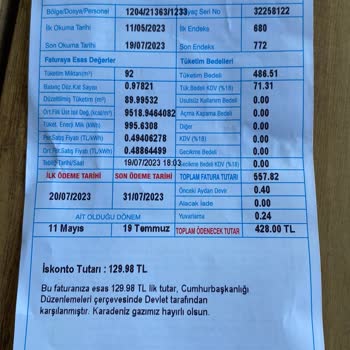 Bölge/Dosya/Proper 1204/21363/1233 Sayaç Seri No 32258122
İlk Okuma Tarihi 11/05/2023 İlk Endeks 680
Son Okuma Tarihi 19/07/2023 Son Endeks 772
Faturaya Esas Değerler Tüketim Bedelleri
Tüketim Miktarı(m³) 92 Tüketim Bedeli 486.51
Basınç Düz.Kat Sayısı 0.97821 Tük.Bedeli KDV (%18) 71.31
Düzeltilmiş Tüketim (m³) 89.99532 Usulsüz Kullanım Bedeli 0.00
Ort.Fiili Üst Isıl Değ.(kcal/m³) 9518.9464082 Açma Kapama Bedeli 0.00
Tüket. Enerji Mik (kWh) 995.6308 Diğer 0.00
Per.Satış Fiyatı (TL/kWh) 0.49406278 KDV (%18) 0.00
Ort.Per.Satış Fiyatı (TL/kWh) 0.48864499 Gecikme Bedeli 0.00
Tebliğ Tarihi/Saati 19/07/2023 18:03 Gecikme Bedeli KDV (%18) 0.00
İLK ÖDEME TARİHİ SON ÖDEME TARİHİ TOPLAM FATURA TUTARI 557.82
20/07/2023 31/07/2023 Önceki Aydan Devir 0.40
Alacak İade 0.00
AİT OLDUĞU DÖNEM Yuvarlama 0.24
11 Mayıs 19 Temmuz TOPLAM ÖDENECEK TUTAR 428.00 TL
İskonto Tutarı : 129.98 TL
Bu faturanıza esas 129.98 TL lik tutar, Cumhurbaşkanlığı
Düzenlemeleri çerçevesinde Devlet tarafından
karşılanmıştır. Karadeniz gazımız hayırlı olsun.